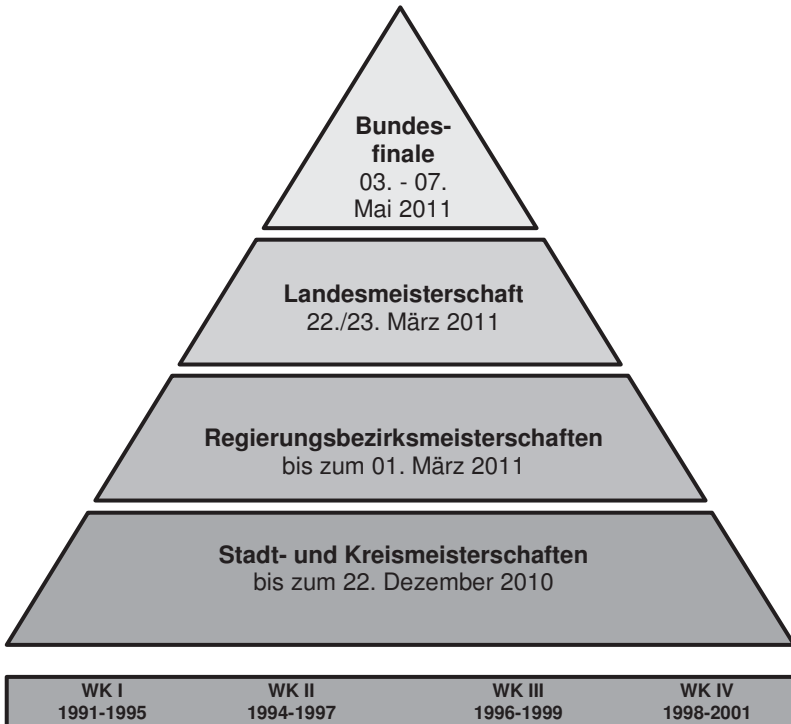 Bundes-
finale
03. - 07.
Mai 2011
Landesmeisterschaft
22./23. März 2011
Regierungsbezirksmeisterschaften
bis zum 01. März 2011
Stadt- und Kreismeisterschaften
bis zum 22. Dezember 2010
WK I WK II WK III WK IV
1991-1995 1994-1997 1996-1999 1998-2001